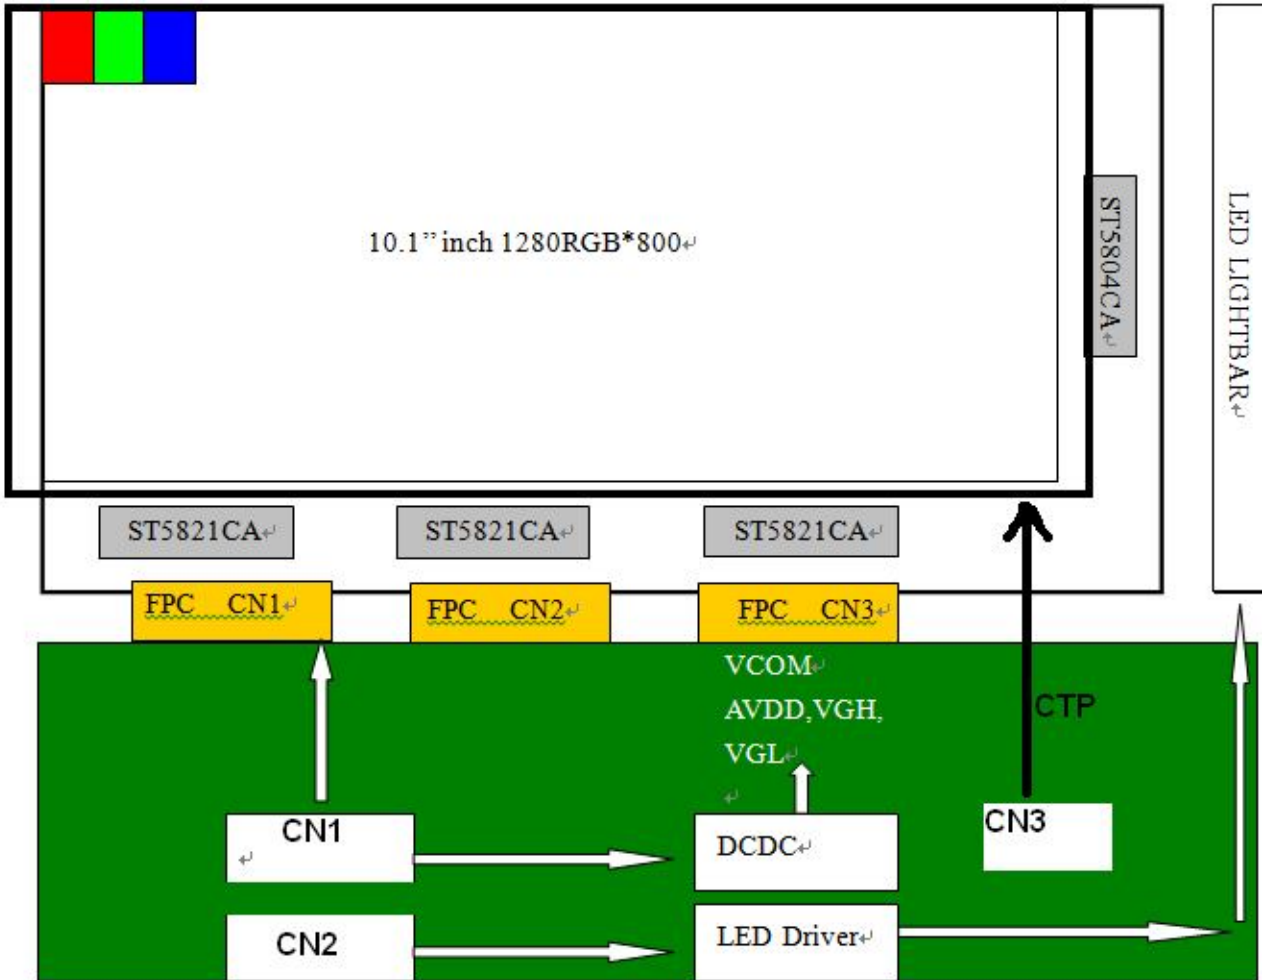 10.1” inch 1280RGB*800↵
ST5804CA↵
LED LIGHTBAR↵
ST5821CA↵
ST5821CA↵
ST5821CA↵
FPC CN1↵
FPC CN2↵
FPC CN3↵
VCOM↵
AVDD,VGH,
VGL↵
↵
CTP
CN1
↵
DCDC↵
CN3
CN2
LED Driver↵